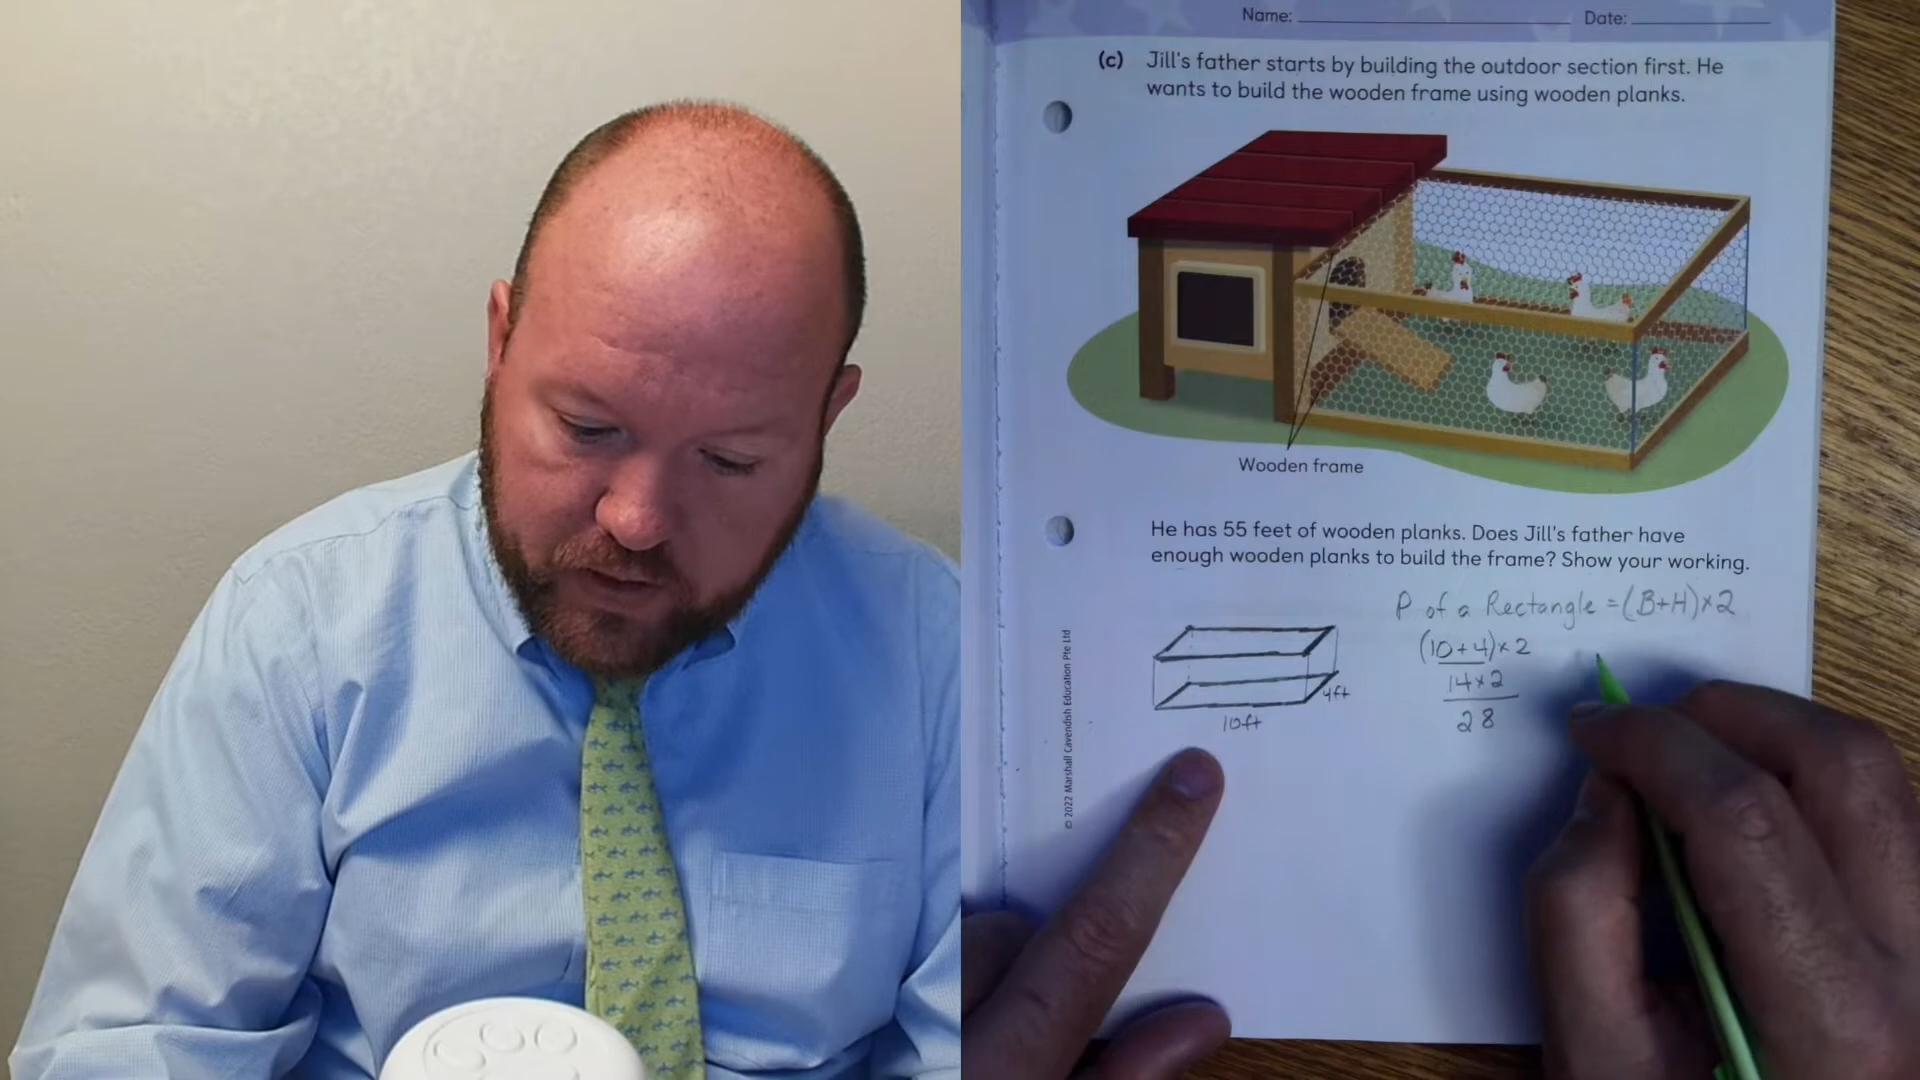 Name: Date:
(c) Jill's father starts by building the outdoor section first. He
wants to build the wooden frame using wooden planks.
Wooden frame
He has 55 feet of wooden planks. Does Jill's father have
enough wooden planks to build the frame? Show your working.
P of a Rectangle = (B+H)×2
(10+4)×2
14×2
28
4ft
10ft
© 2022 Marshall Cavendish Education Pte Ltd